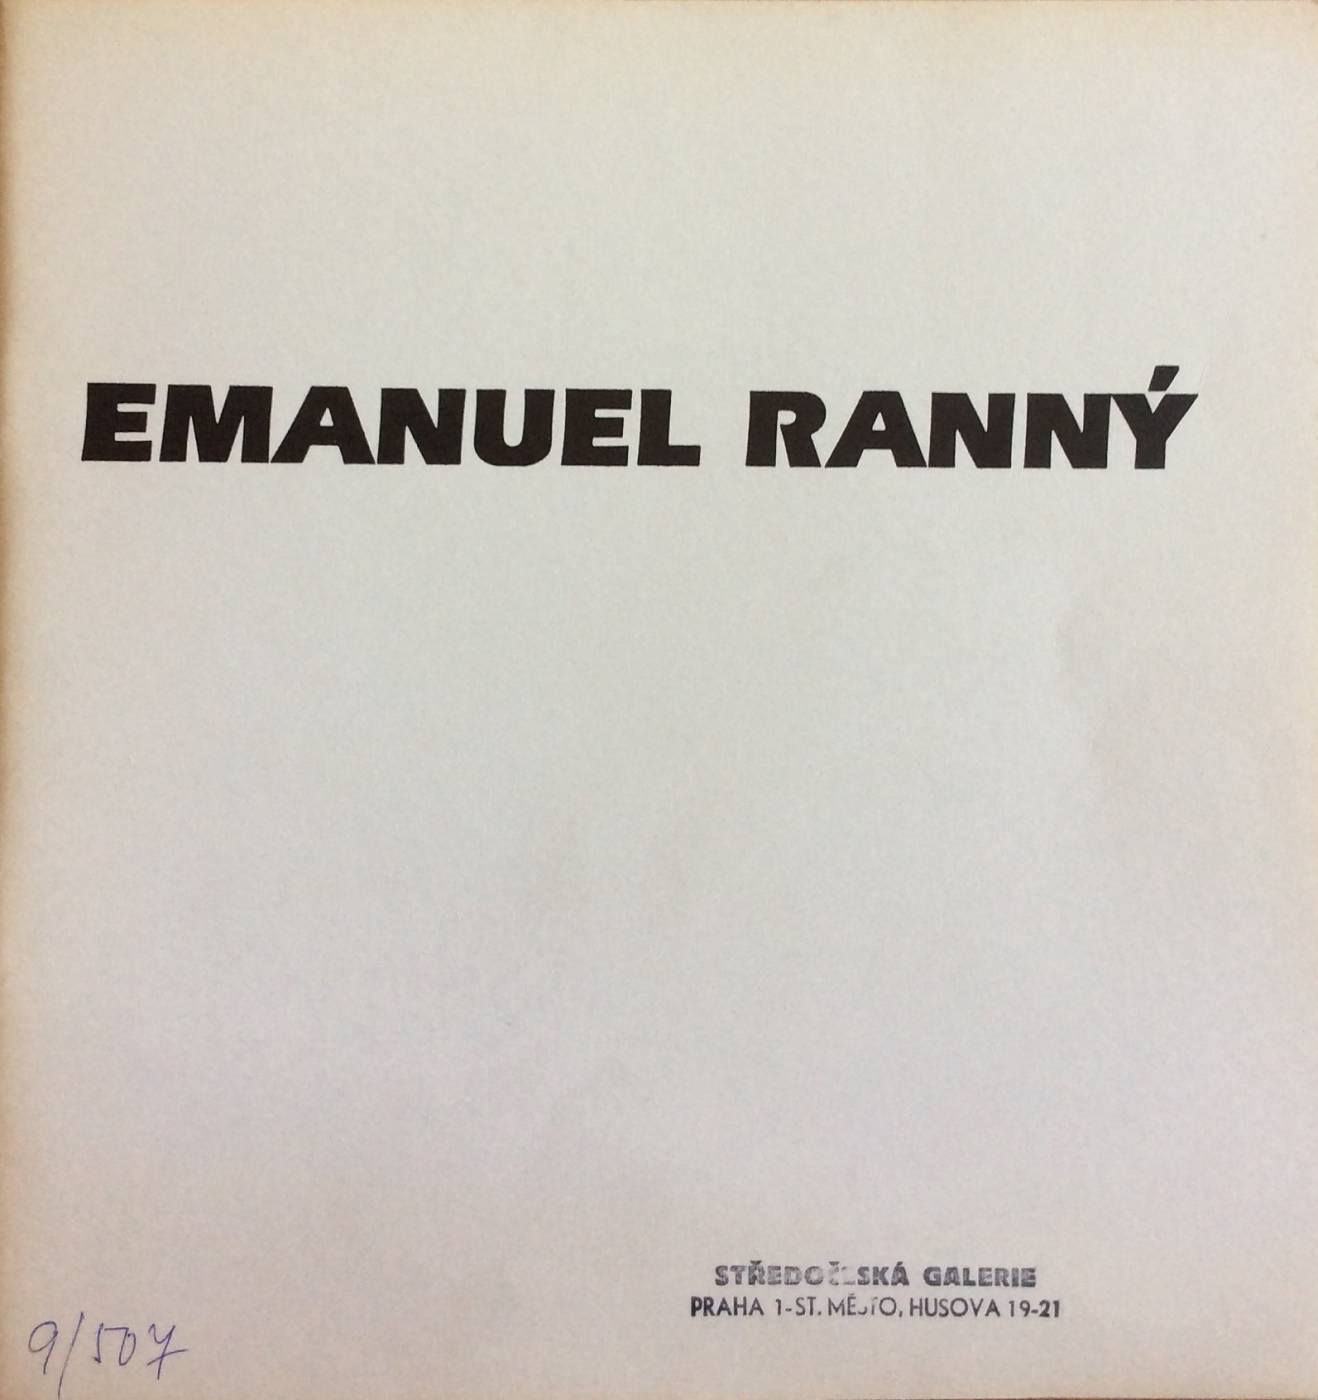 EMANUEL RANNÝ
STŘEDOČESKÁ GALERIE
PRAHA 1-ST. MĚSTO, HUSOVA 19-21
9/507